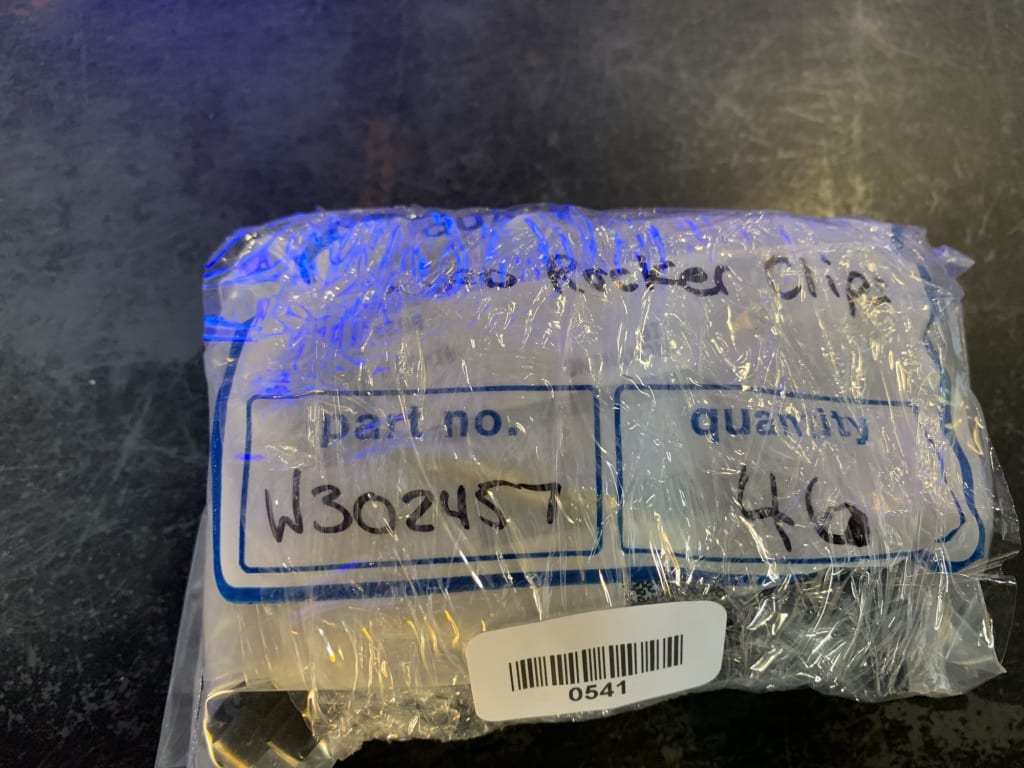 Rocker Clips
part no.
quantity
W302457
46
0541